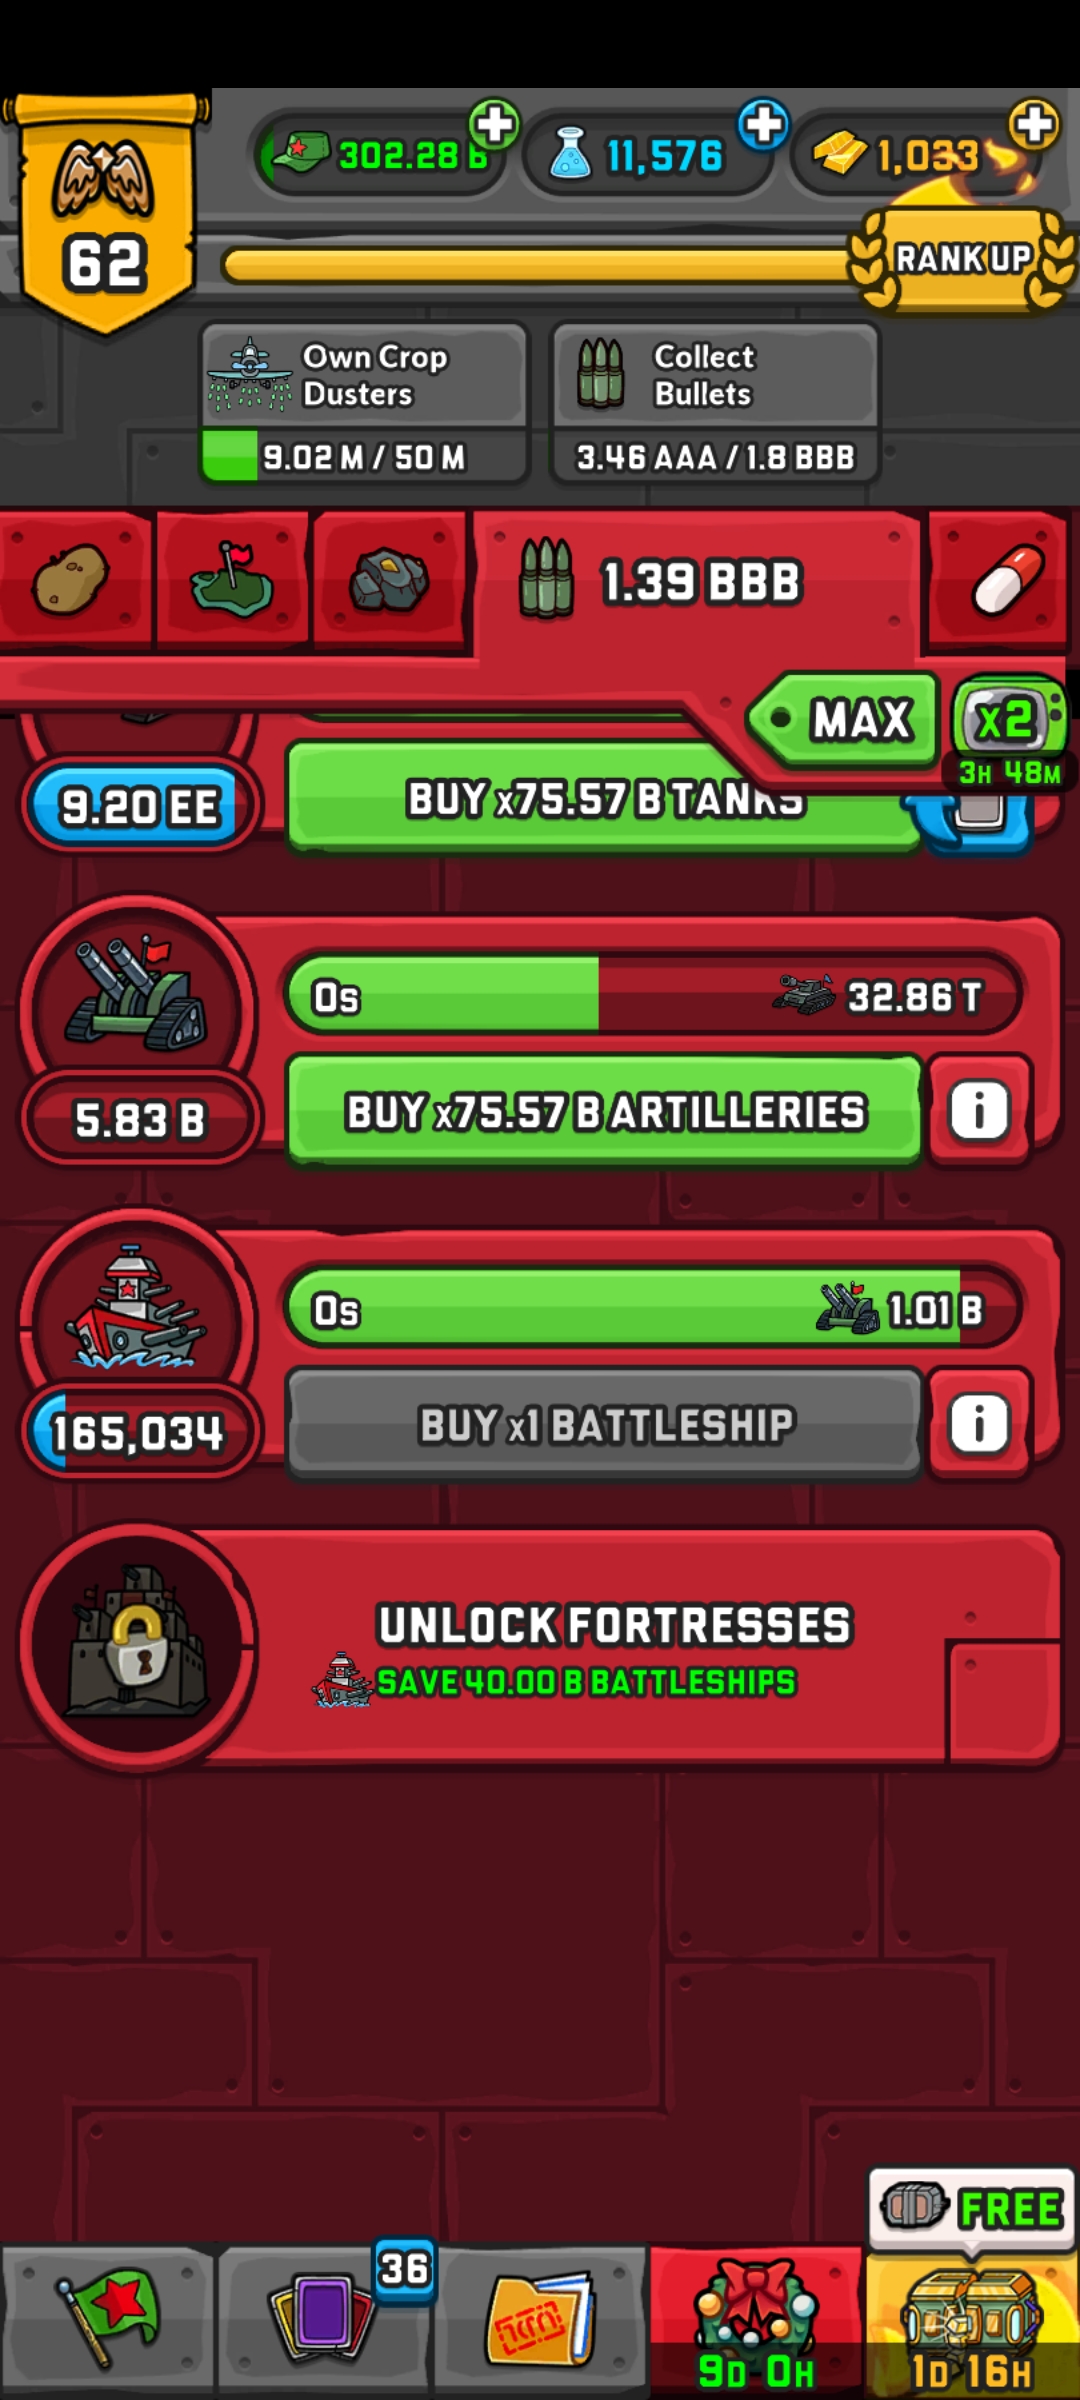 302.28 B
11,576
1,033
62
RANK UP
Own Crop
Dusters
9.02 M / 50 M
Collect
Bullets
3.46 AAA / 1.8 BBB
1.39 BBB
MAX
x2
3H 48M
9.20 EE
BUY x75.57 B TANKS
0s
32.86 T
5.83 B
BUY x75.57 B ARTILLERIES
i
0s
1.01 B
165,034
BUY x1 BATTLESHIP
i
UNLOCK FORTRESSES
SAVE 40.00 B BATTLESHIPS
FREE
36
9D 0H
1D 16H